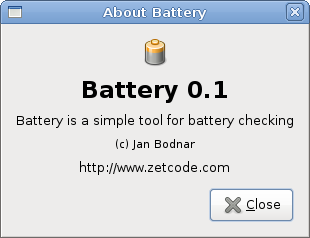 About Battery
Battery 0.1
Battery is a simple tool for battery checking
(c) Jan Bodnar
http://www.zetcode.com
Close